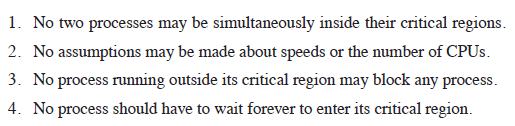 1. No two processes may be simultaneously inside their critical regions.
2. No assumptions may be made about speeds or the number of CPUs.
3. No process running outside its critical region may block any process.
4. No process should have to wait forever to enter its critical region.